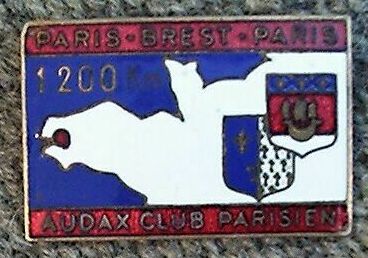 PARIS-BREST-PARIS
1200 Km
AUDAX CLUB PARISIEN